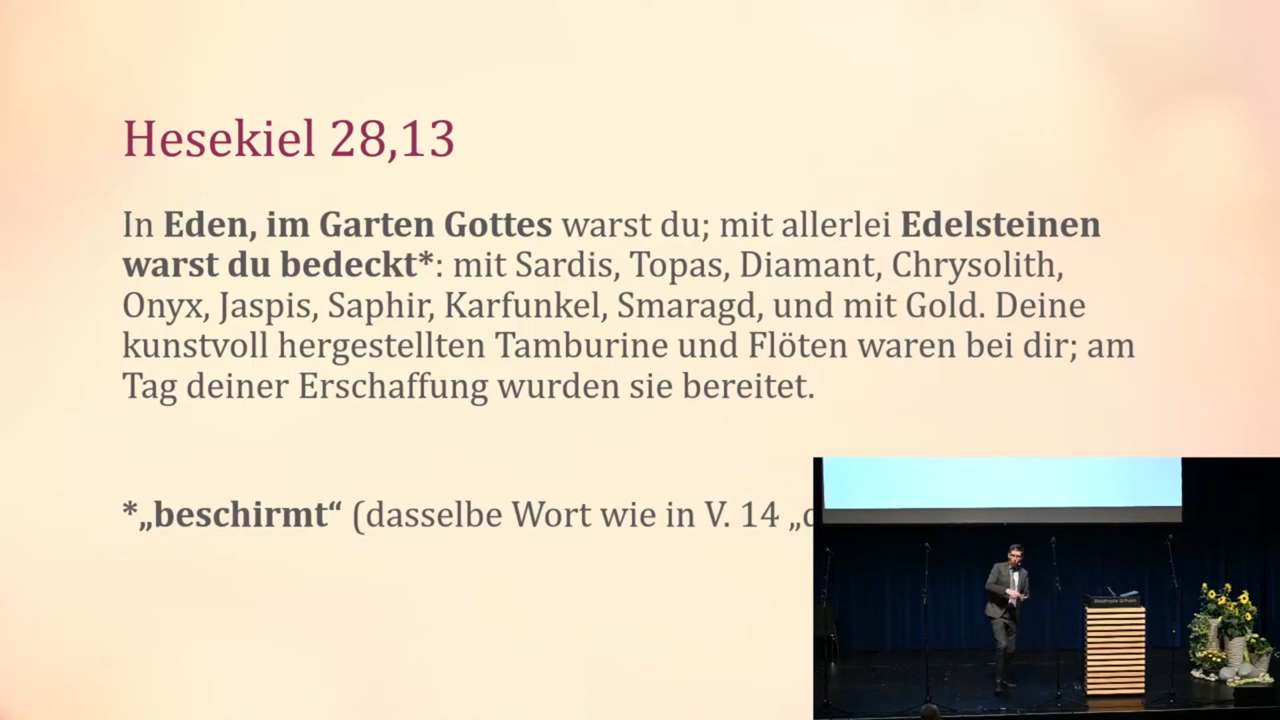 Hesekiel 28,13
In Eden, im Garten Gottes warst du; mit allerlei Edelsteinen
warst du bedeckt*: mit Sardis, Topas, Diamant, Chrysolith,
Onyx, Jaspis, Saphir, Karfunkel, Smaragd, und mit Gold. Deine
kunstvoll hergestellten Tamburine und Flöten waren bei dir; am
Tag deiner Erschaffung wurden sie bereitet.
*„beschirmt“ (dasselbe Wort wie in V. 14 „